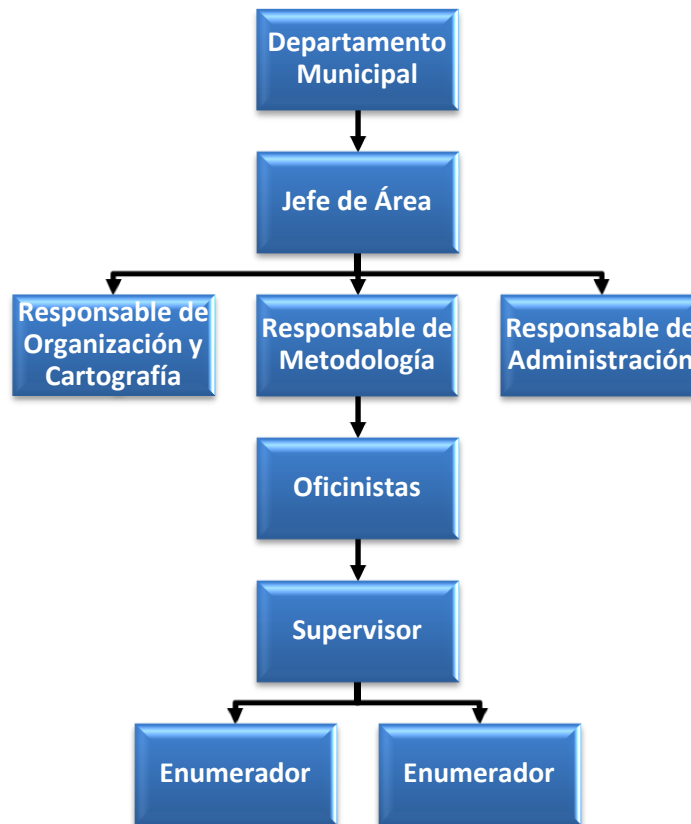 Departamento
Municipal
Jefe de Área
Responsable de
Organización y
Cartografía
Responsable de
Metodología
Responsable de
Administración
Oficinistas
Supervisor
Enumerador
Enumerador